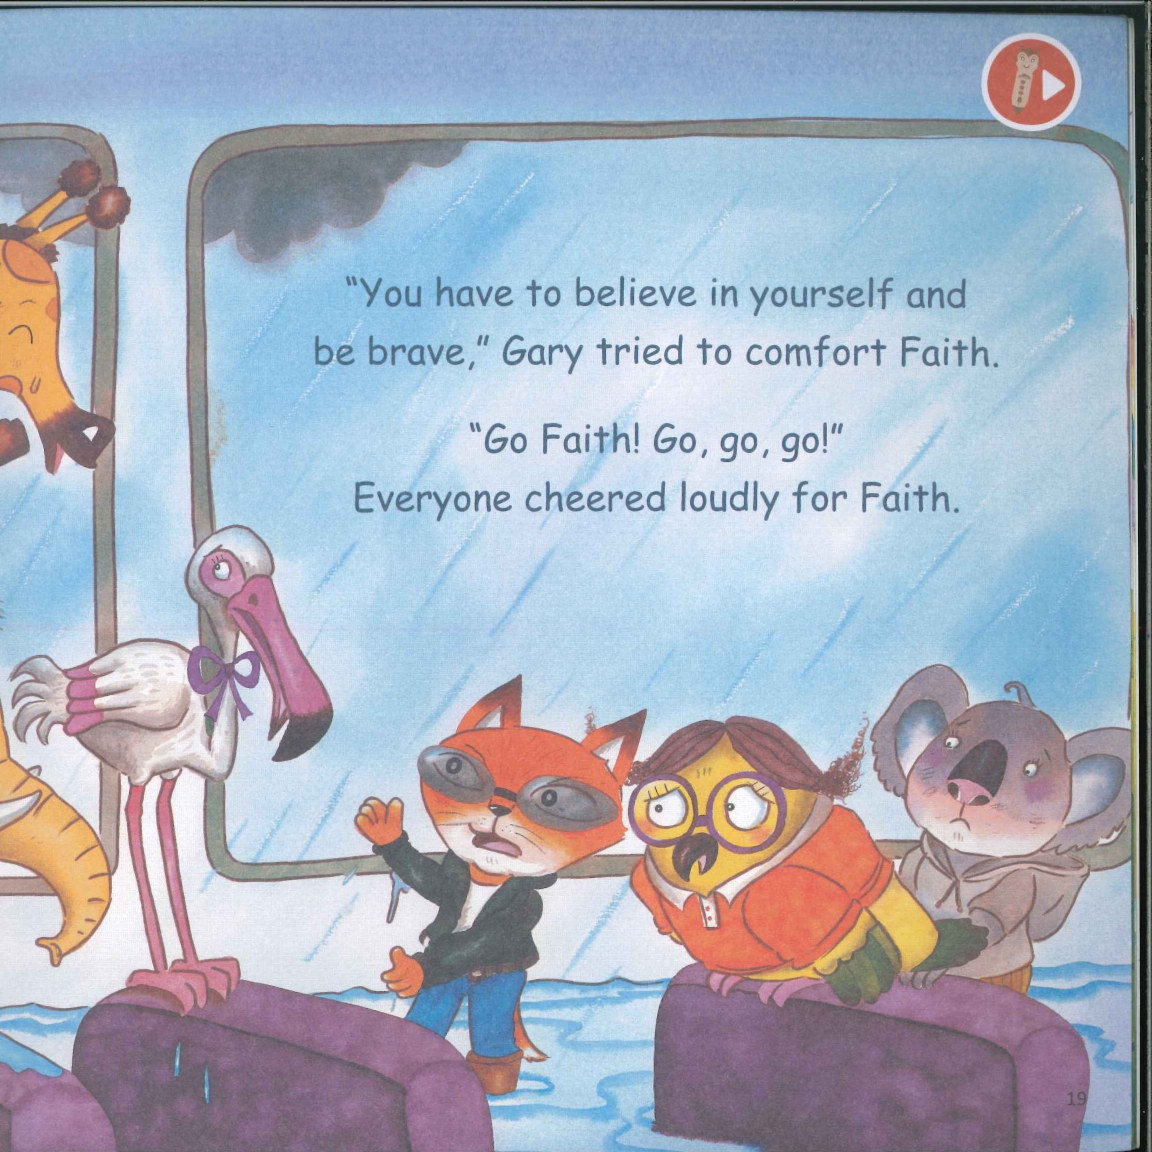 “You have to believe in yourself and
be brave,” Gary tried to comfort Faith.
“Go Faith! Go, go, go!”
Everyone cheered loudly for Faith.
19